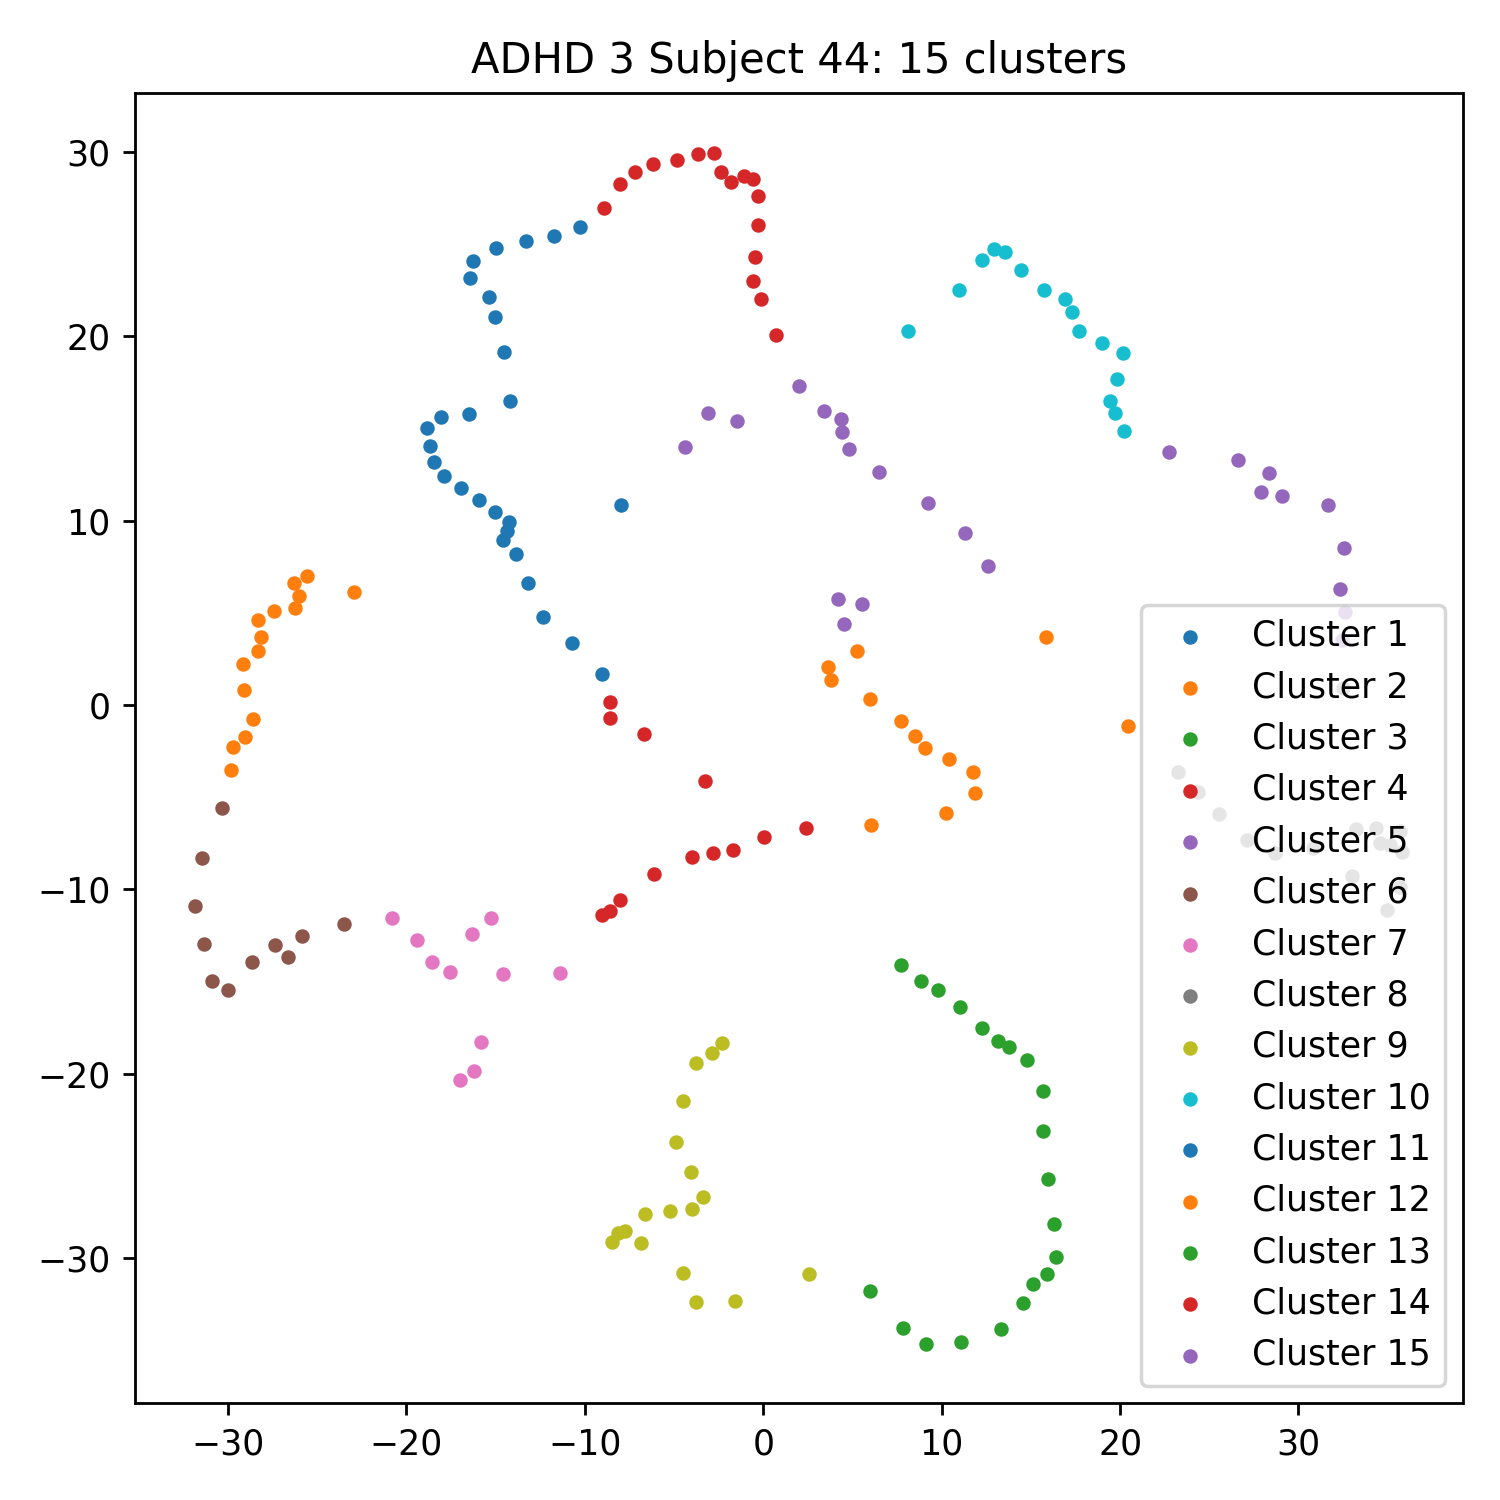 ADHD 3 Subject 44: 15 clusters
30
20
10
0
−10
−20
−30
−30
−20
−10
0
10
20
30
Cluster 1
Cluster 2
Cluster 3
Cluster 4
Cluster 5
Cluster 6
Cluster 7
Cluster 8
Cluster 9
Cluster 10
Cluster 11
Cluster 12
Cluster 13
Cluster 14
Cluster 15